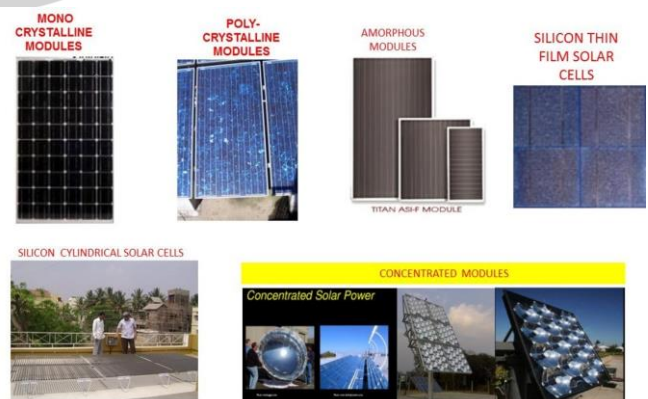 MONO
CRYSTALLINE
MODULES
POLY-
CRYSTALLINE
MODULES
AMORPHOUS
MODULES
SILICON THIN
FILM SOLAR
CELLS
TITAN ASI-F MODULE
SILICON CYLINDRICAL SOLAR CELLS
CONCENTRATED MODULES
Concentrated Solar Power